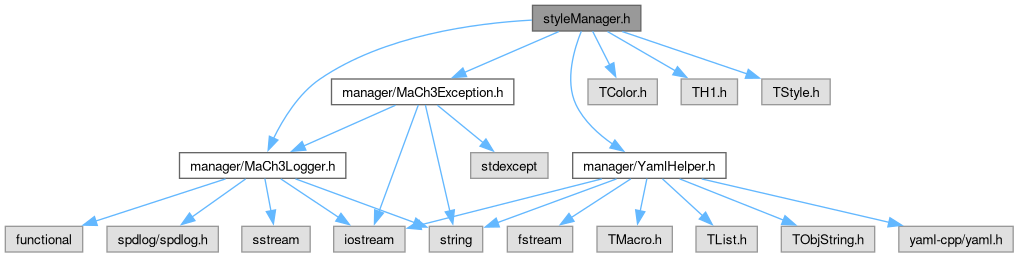 styleManager.h
manager/MaCh3Exception.h
TColor.h
TH1.h
TStyle.h
manager/MaCh3Logger.h
stdexcept
manager/YamlHelper.h
functional
spdlog/spdlog.h
sstream
iostream
string
fstream
TMacro.h
TList.h
TObjString.h
yaml-cpp/yaml.h